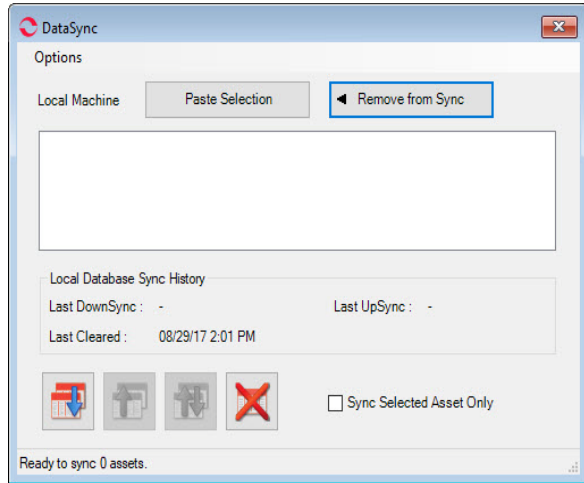 DataSync
Options
Local Machine Paste Selection Remove from Sync
Local Database Sync History
Last DownSync : - Last UpSync : -
Last Cleared : 08/29/17 2:01 PM
Sync Selected Asset Only
Ready to sync 0 assets.